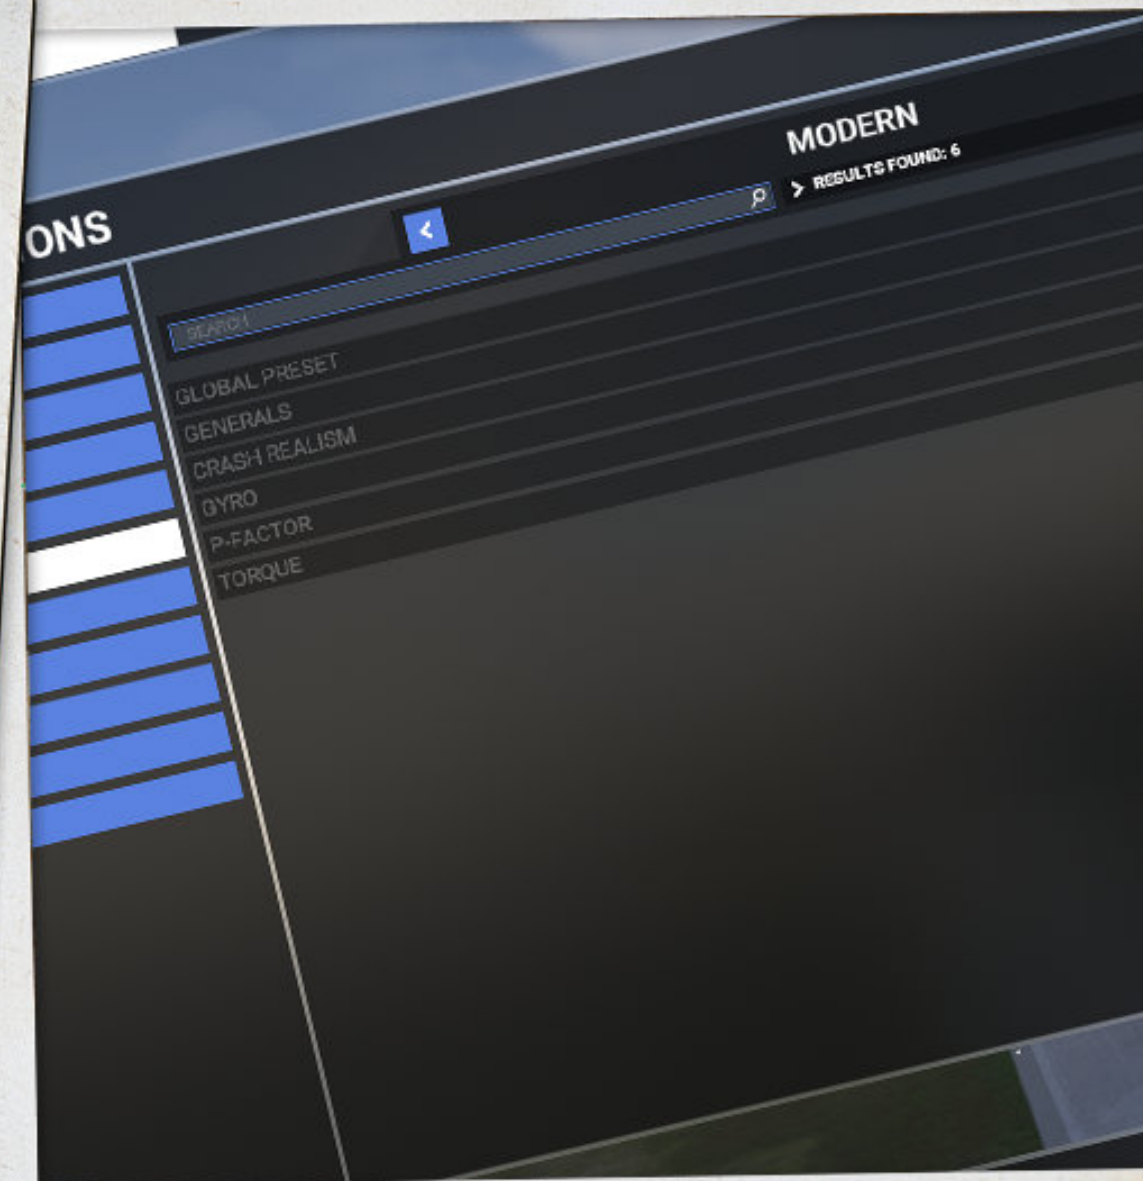 ONS
MODERN
RESULTS FOUND: 6
SEARCH
GLOBAL PRESET
GENERALS
CRASH REALISM
GYRO
P-FACTOR
TORQUE